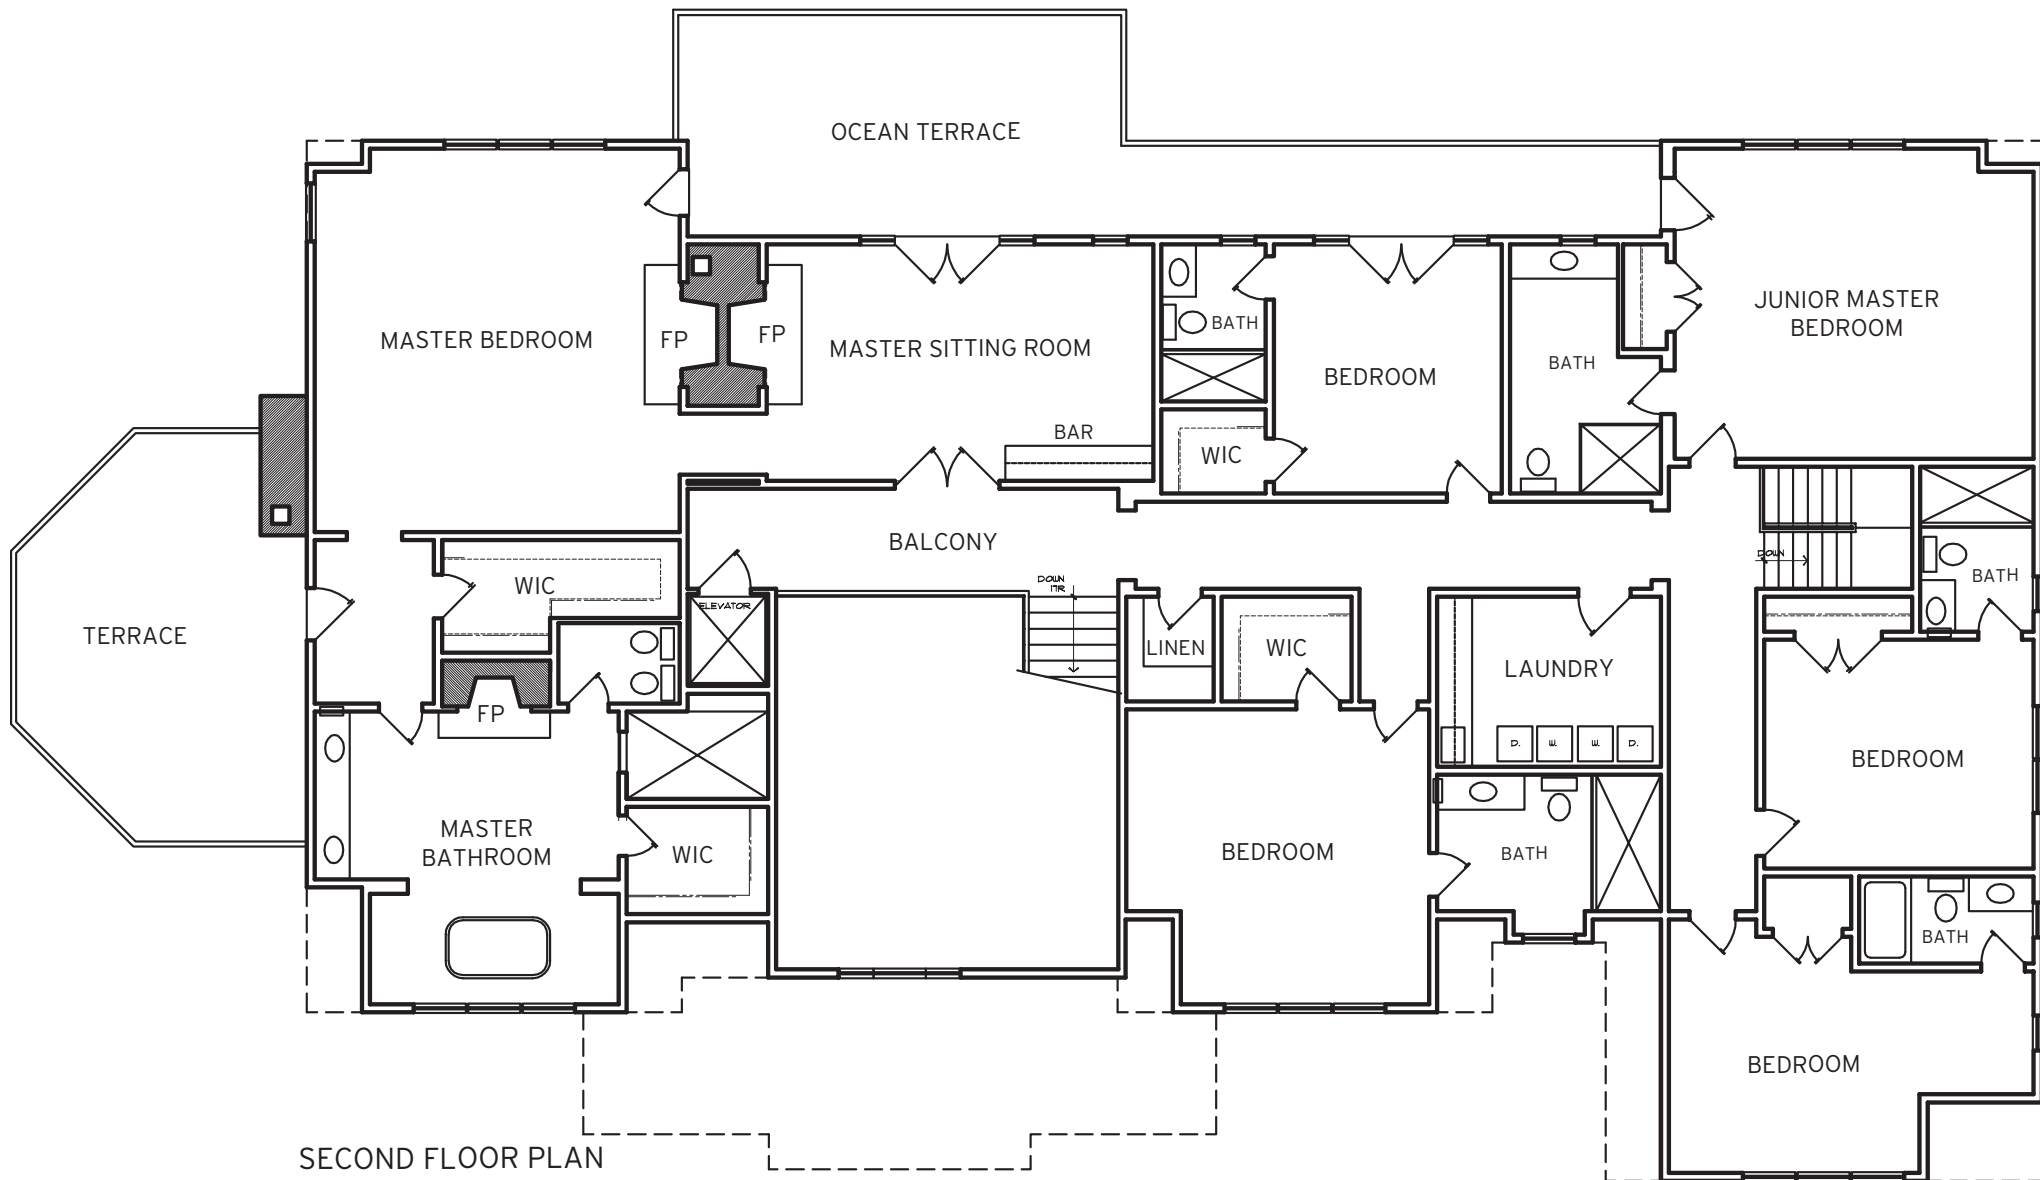 OCEAN TERRACE
JUNIOR MASTER
BEDROOM
MASTER BEDROOM
FP
FP
MASTER SITTING ROOM
BATH
BEDROOM
BATH
BAR
WIC
BALCONY
DOWN
BATH
DOWN
17R
WIC
ELEVATOR
TERRACE
LINEN
WIC
LAUNDRY
FP
D.
W.
W.
D.
BEDROOM
MASTER
BATHROOM
WIC
BEDROOM
BATH
BATH
BEDROOM
SECOND FLOOR PLAN